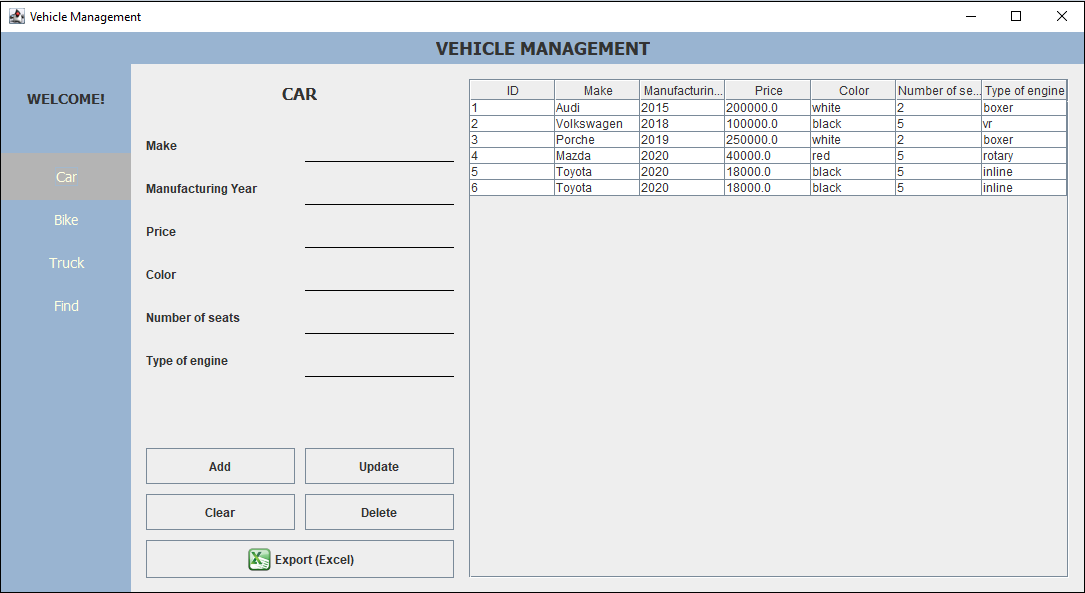 Vehicle Management
VEHICLE MANAGEMENT
WELCOME!
Car
Bike
Truck
Find
CAR
Make
Manufacturing Year
Price
Color
Number of seats
Type of engine
Add Update
Clear Delete
Export (Excel)
ID Make Manufacturin... Price Color Number of se... Type of engine
1 Audi 2015 200000.0 white 2 boxer
2 Volkswagen 2018 100000.0 black 5 vr
3 Porche 2019 250000.0 white 2 boxer
4 Mazda 2020 40000.0 red 5 rotary
5 Toyota 2020 18000.0 black 5 inline
6 Toyota 2020 18000.0 black 5 inline